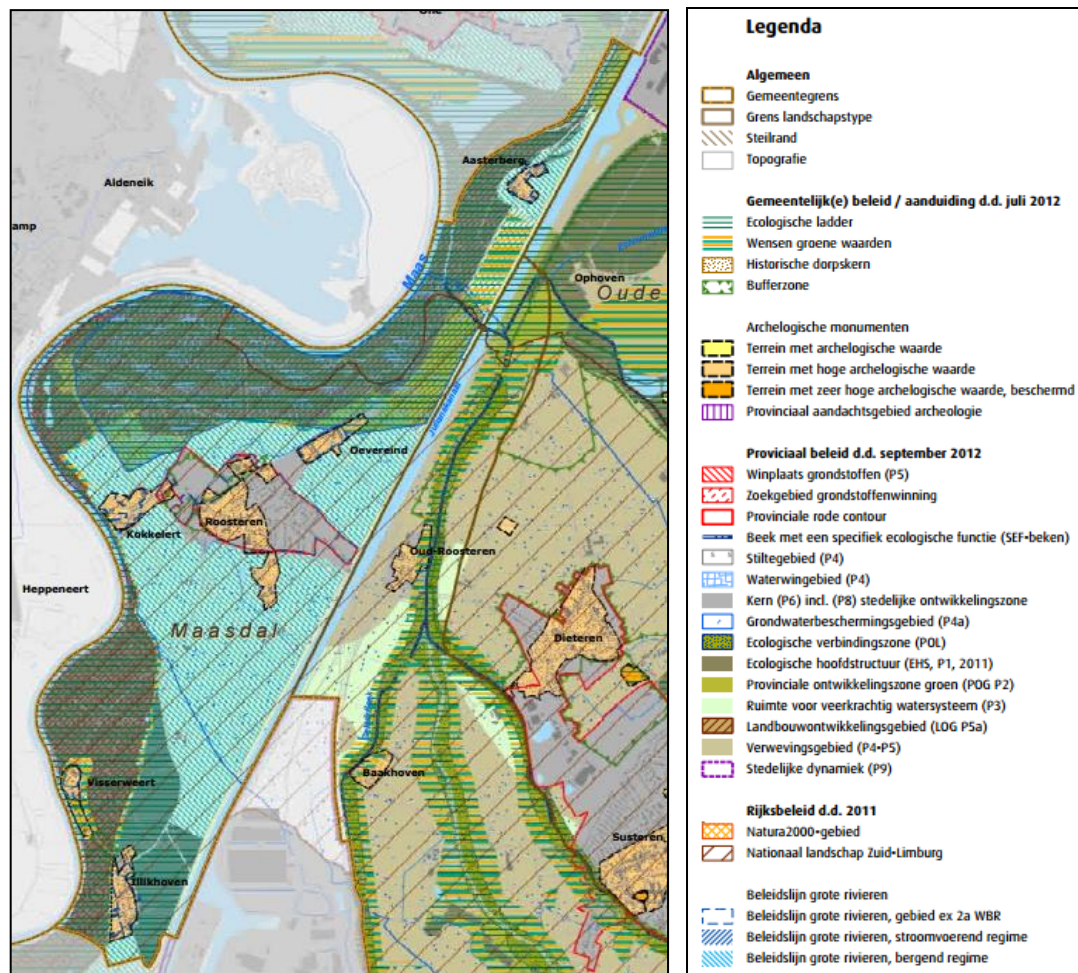 Aasterberg
Aldeneik
amp
Maas
Ophoven
Oude
Julianakanaal
Oevereind
Roosteren
Kokkelert
Oud-Roosteren
Heppeneert
Maasdal
Dieteren
Baakhoven
Visserweert
Susteren
Illikhoven
Legenda
Algemeen
Gemeentegrens
Grens landschapstype
Steilrand
Topografie
Gemeentelijk(e) beleid / aanduiding d.d. juli 2012
Ecologische ladder
Wensen groene waarden
Historische dorpskern
Bufferzone
Archelogische monumenten
Terrein met archelogische waarde
Terrein met hoge archelogische waarde
Terrein met zeer hoge archelogische waarde, beschermd
Provinciaal aandachtsgebied archeologie
Proviciaal beleid d.d. september 2012
Winplaats grondstoffen (P5)
Zoekgebied grondstoffenwinning
Provinciale rode contour
Beek met een specifiek ecologische functie (SEF-beken)
Stiltegebied (P4)
Waterwingebied (P4)
Kern (P6) incl. (P8) stedelijke ontwikkelingszone
Grondwaterbeschermingsgebied (P4a)
Ecologische verbindingszone (POL)
Ecologische hoofdstructuur (EHS, P1, 2011)
Provinciale ontwikkelingszone groen (POG P2)
Ruimte voor veerkrachtig watersysteem (P3)
Landbouwontwikkelingsgebied (LOG P5a)
Verwevingsgebied (P4-P5)
Stedelijke dynamiek (P9)
Rijksbeleid d.d. 2011
Natura2000-gebied
Nationaal landschap Zuid-Limburg
Beleidslijn grote rivieren
Beleidslijn grote rivieren, gebied ex 2a WBR
Beleidslijn grote rivieren, stroomvoerend regime
Beleidslijn grote rivieren, bergend regime